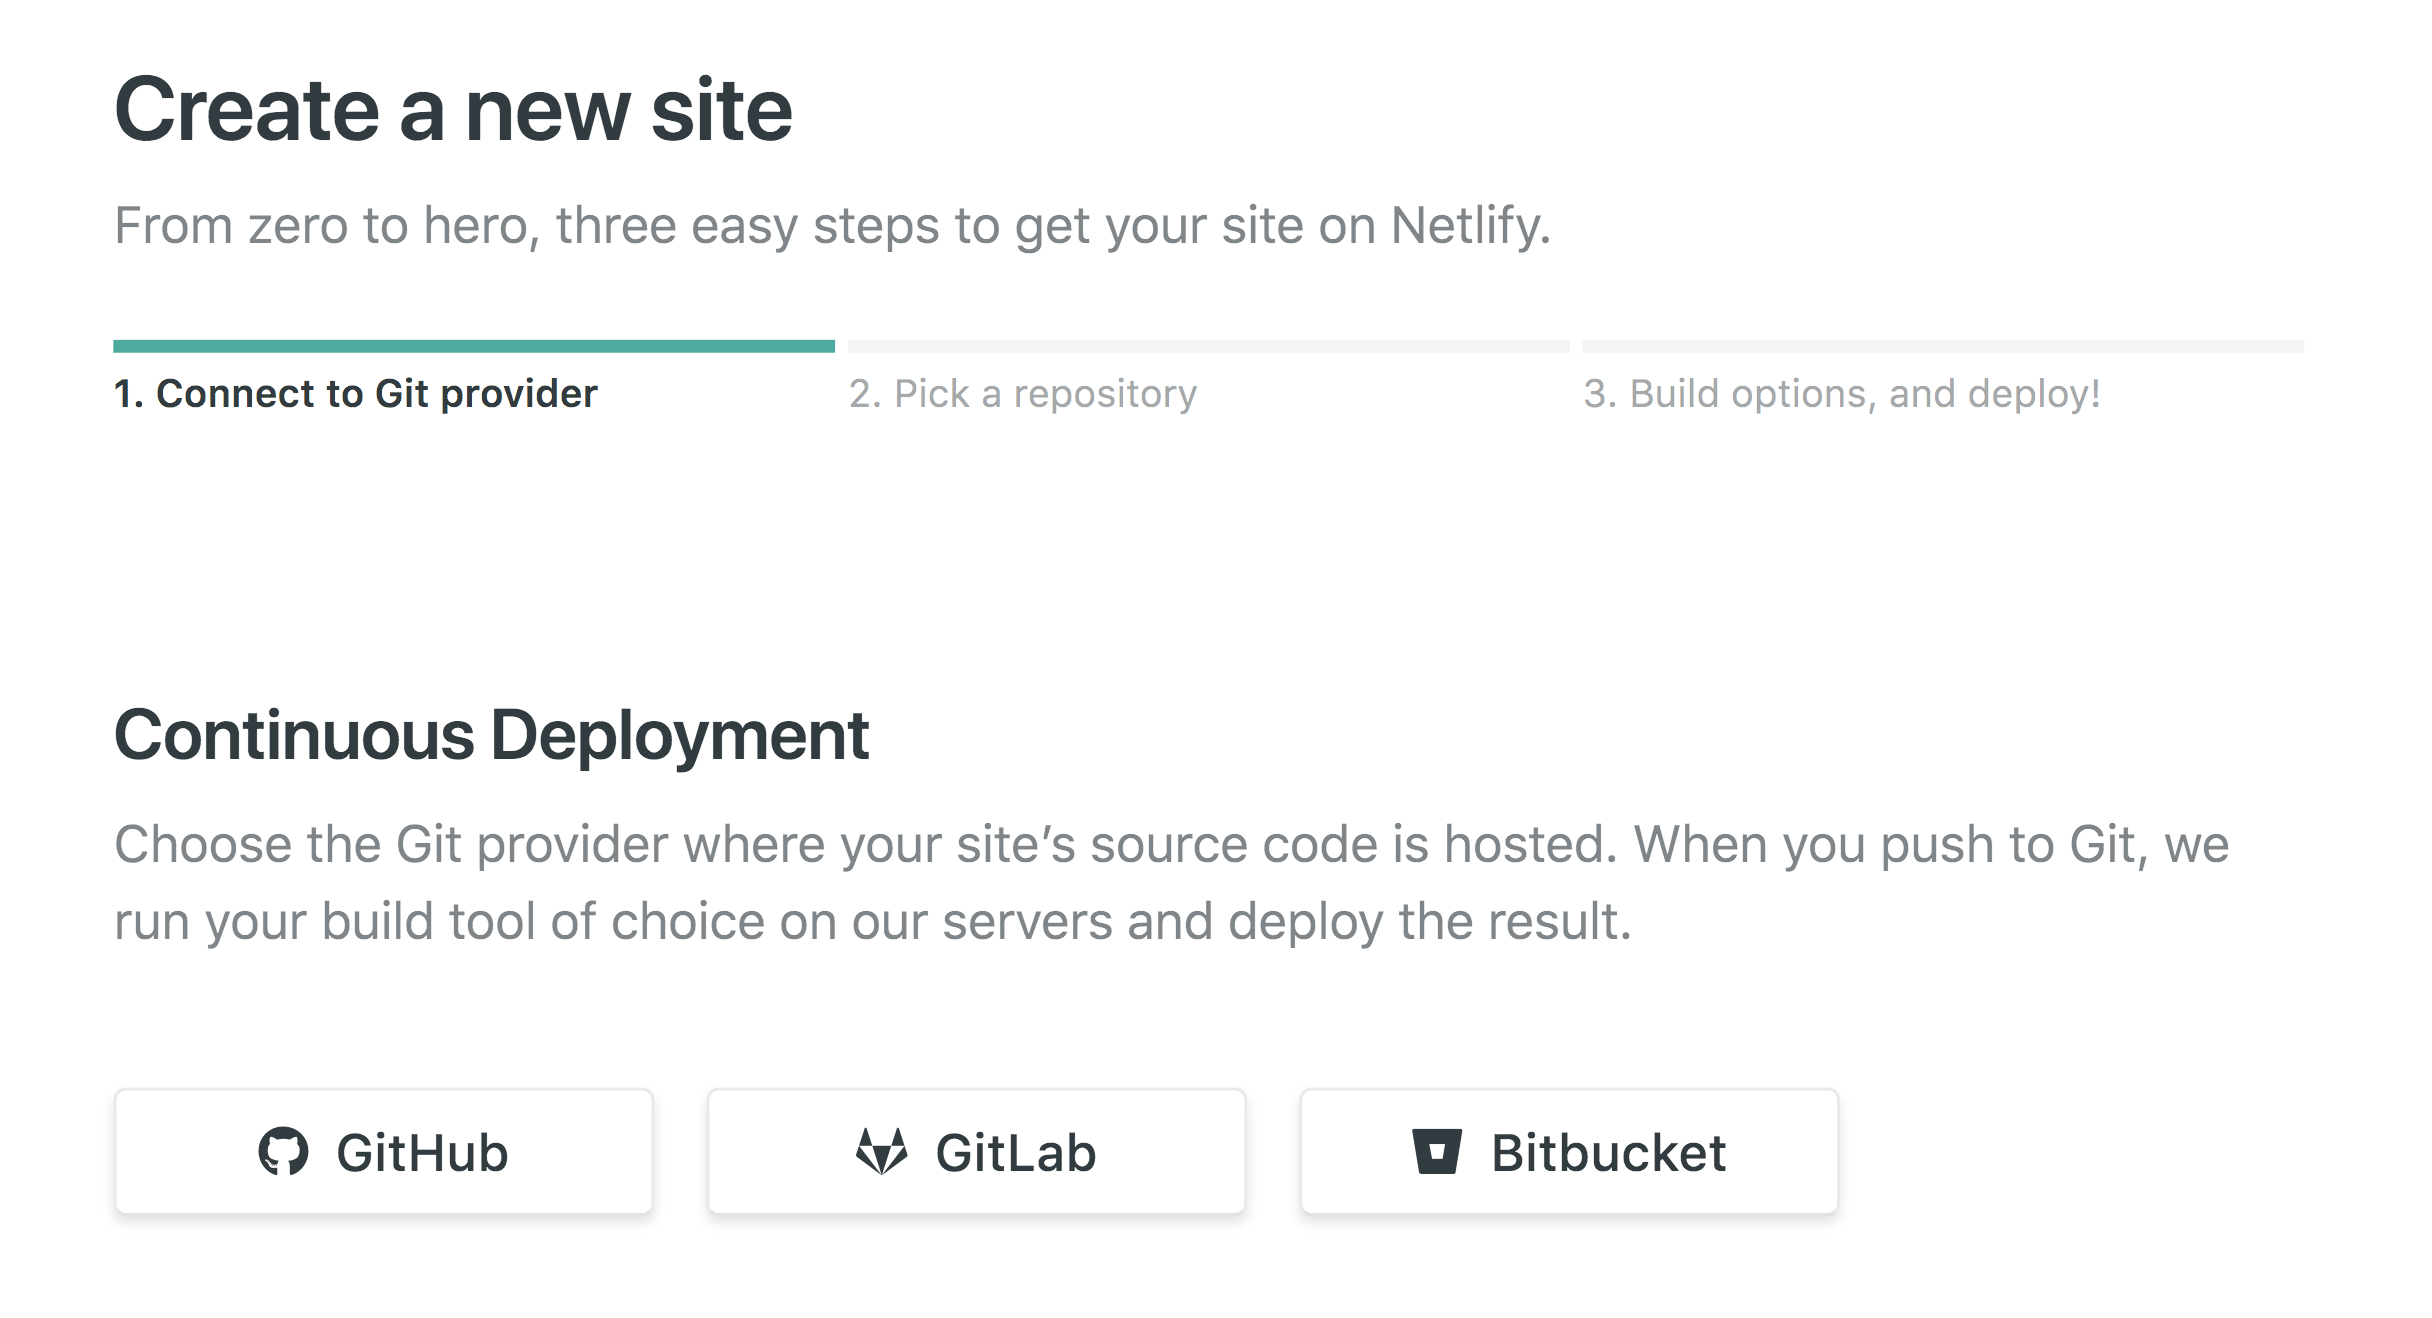 Create a new site
From zero to hero, three easy steps to get your site on Netlify.
1. Connect to Git provider
2. Pick a repository
3. Build options, and deploy!
Continuous Deployment
Choose the Git provider where your site’s source code is hosted. When you push to Git, we
run your build tool of choice on our servers and deploy the result.
GitHub
GitLab
Bitbucket